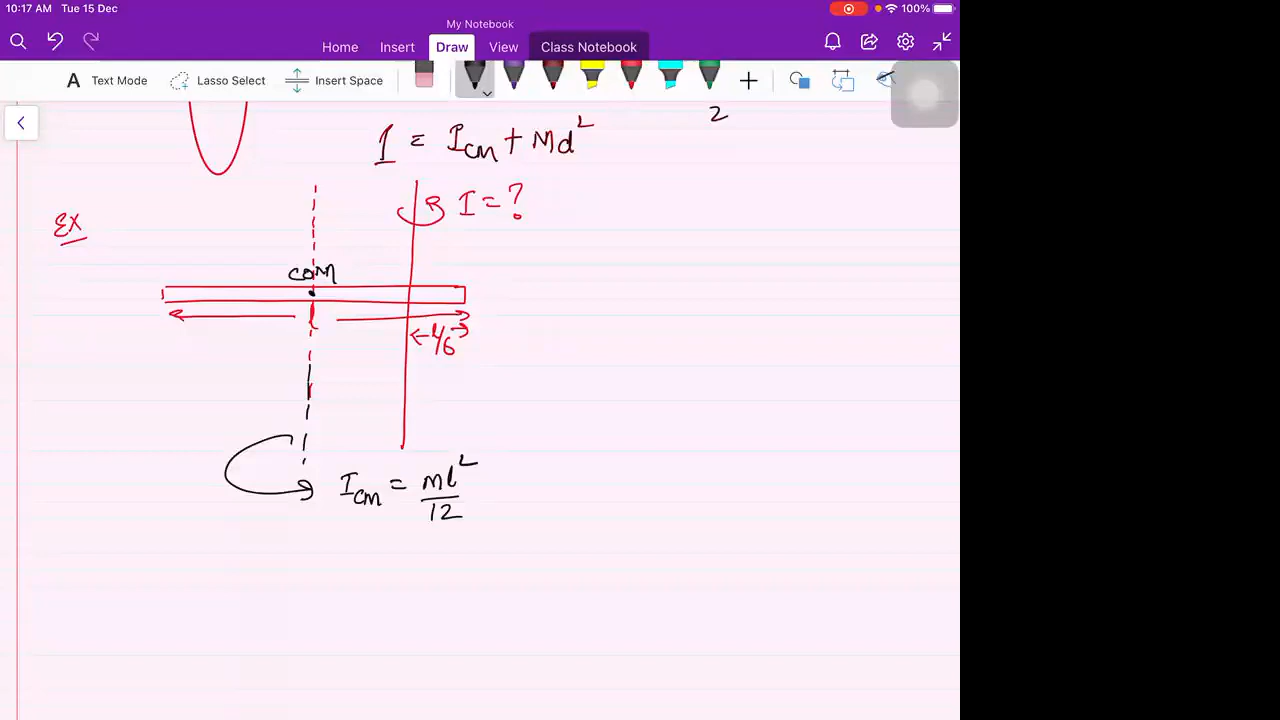 10:17 AM Tue 15 Dec
100%
My Notebook
Home Insert Draw View Class Notebook
A Text Mode Lasso Select Insert Space
2
I = Icm + Md²
I = ?
Ex
COM
l
l/6
Icm = ml²/12